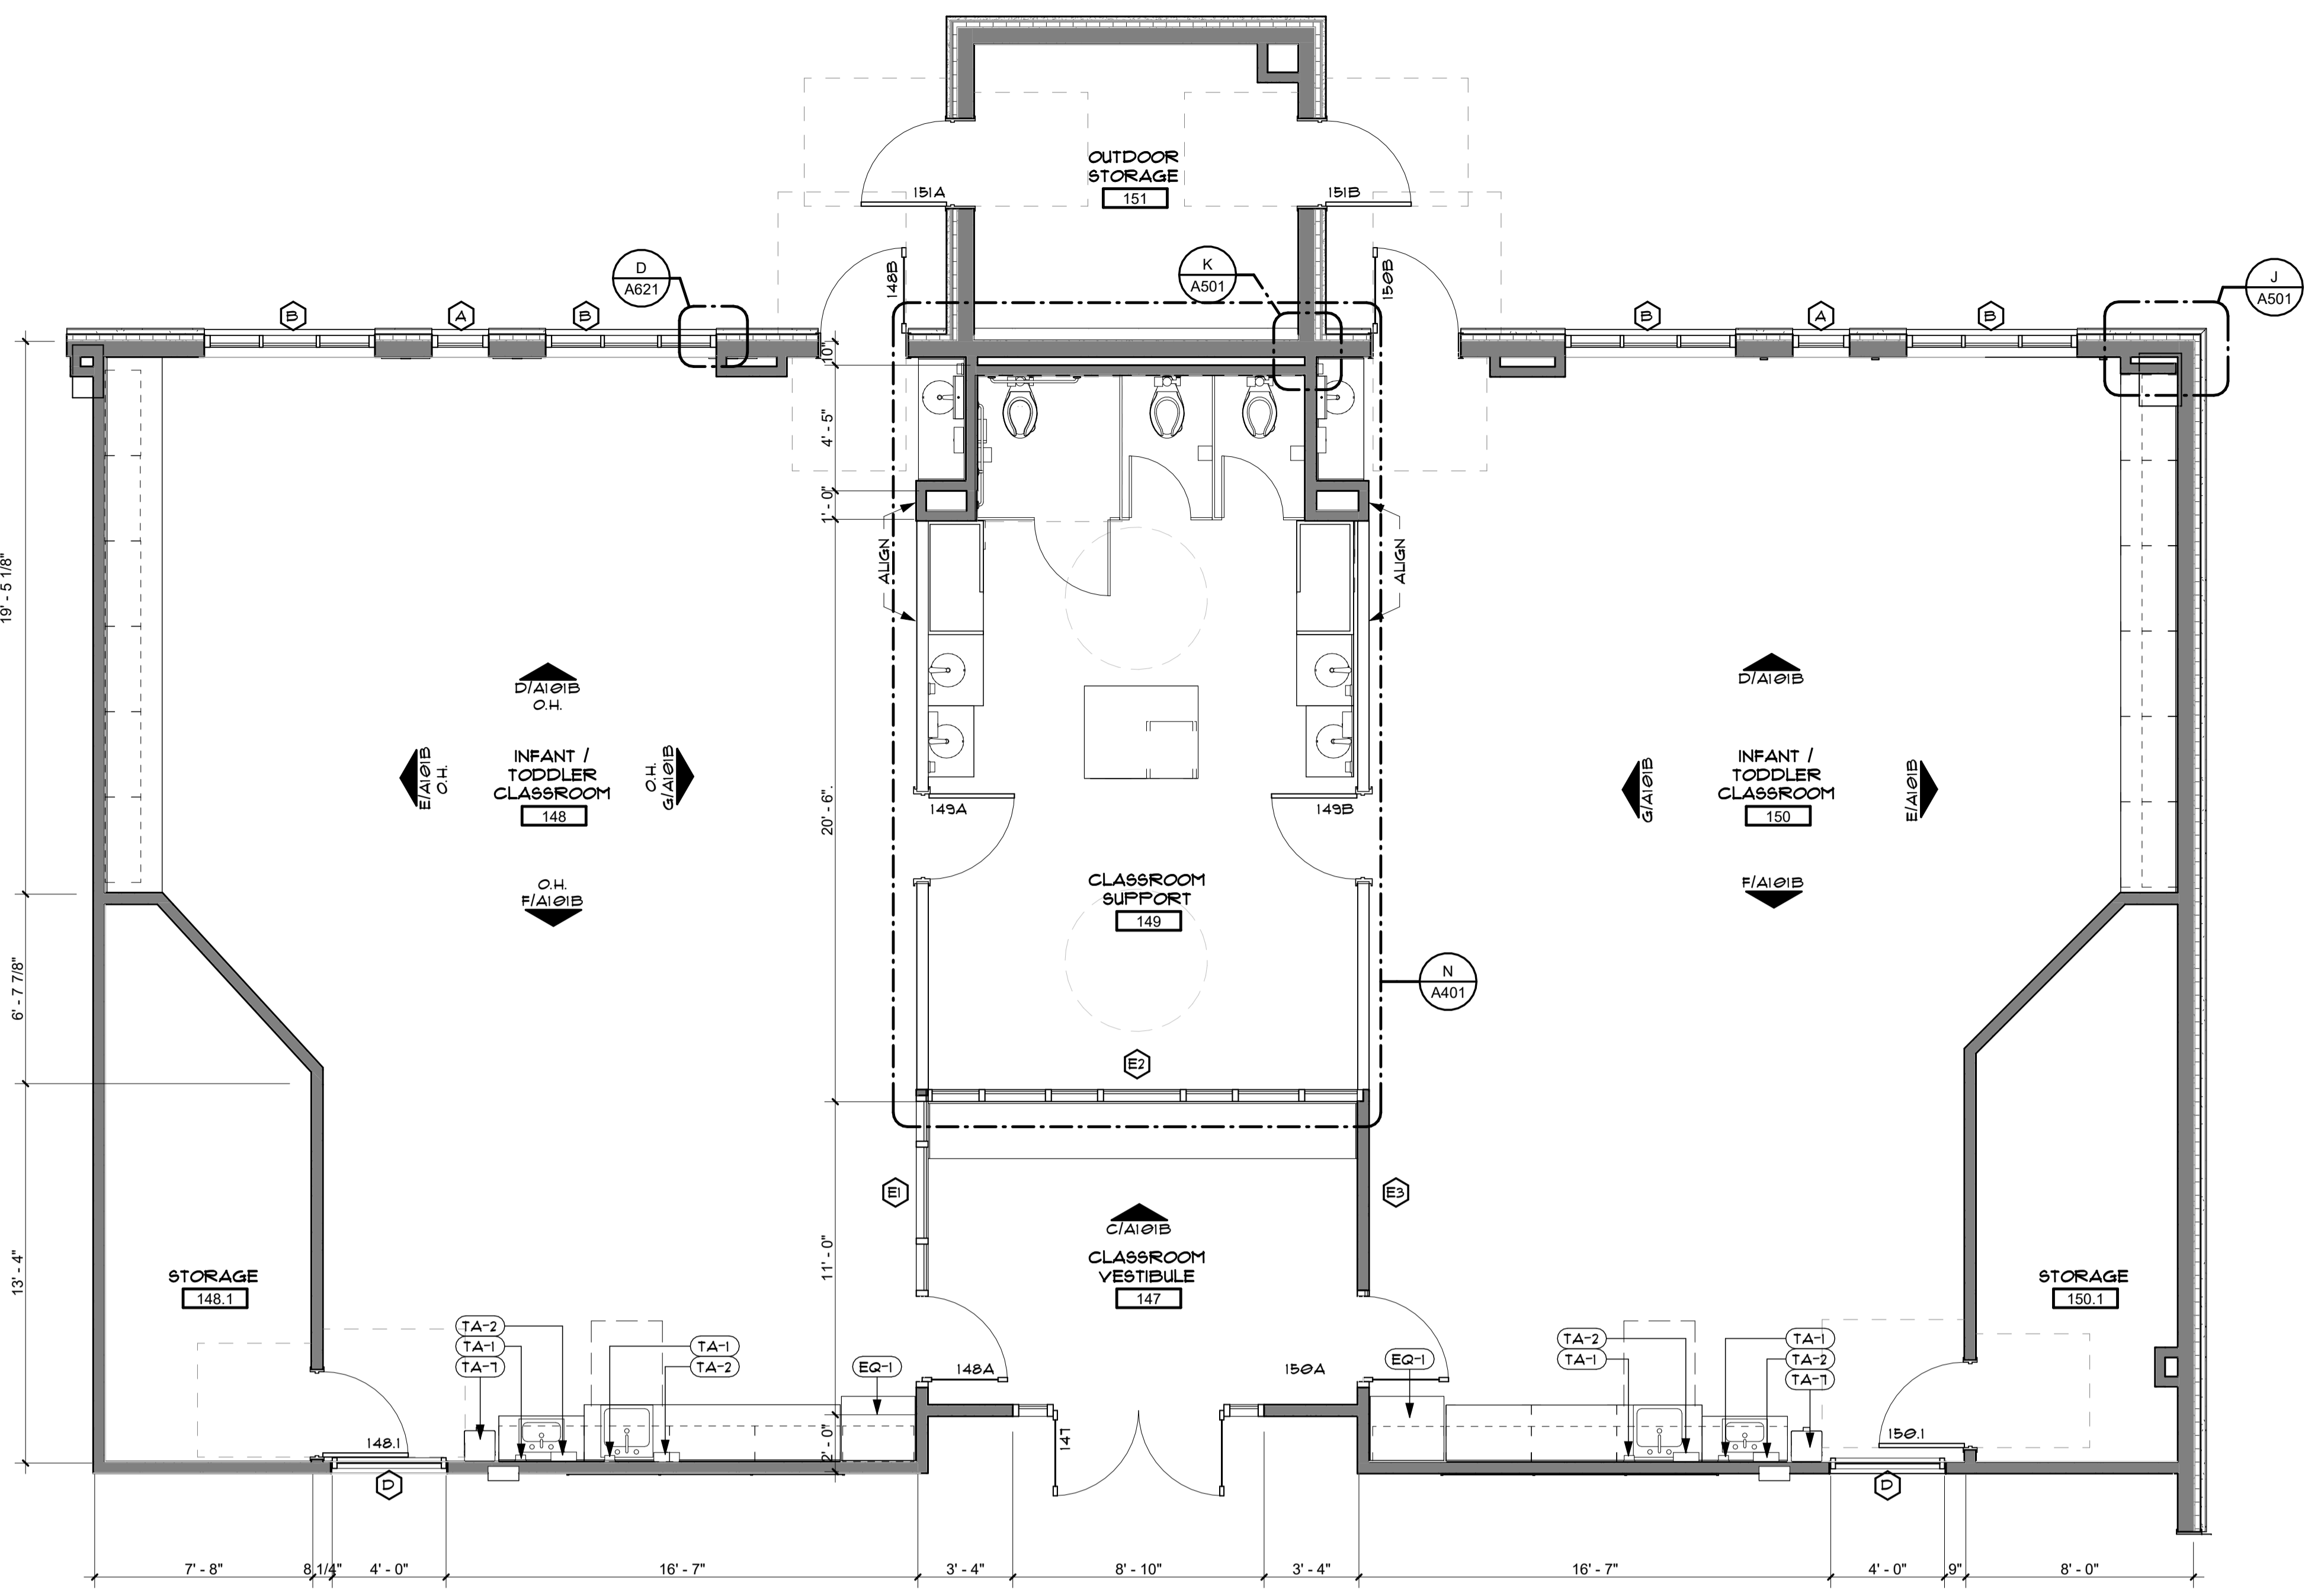 OUTDOOR
STORAGE
151
151A
151B
148B
150B
D
A621
K
A501
J
A501
B
A
B
B
A
B
10"
4' - 5"
1' - 0"
ALIGN
ALIGN
19' - 5 1/8"
6' - 7 7/8"
13' - 4"
20' - 6".
11' - 0"
2' - 0"
D/A101B
O.H.
E/A101B
O.H.
INFANT /
TODDLER
CLASSROOM
148
O.H.
G/A101B
O.H.
F/A101B
149A
149B
CLASSROOM
SUPPORT
149
D/A101B
G/A101B
INFANT /
TODDLER
CLASSROOM
150
E/A101B
F/A101B
N
A401
E2
E1
E3
C/A101B
CLASSROOM
VESTIBULE
147
STORAGE
148.1
STORAGE
150.1
TA-2
TA-1
TA-7
TA-1
TA-2
EQ-1
148A
150A
EQ-1
TA-2
TA-1
TA-1
TA-2
TA-7
148.1
147
150.1
D
D
7' - 8"
8 1/4"
4' - 0"
16' - 7"
3' - 4"
8' - 10"
3' - 4"
16' - 7"
4' - 0"
9"
8' - 0"